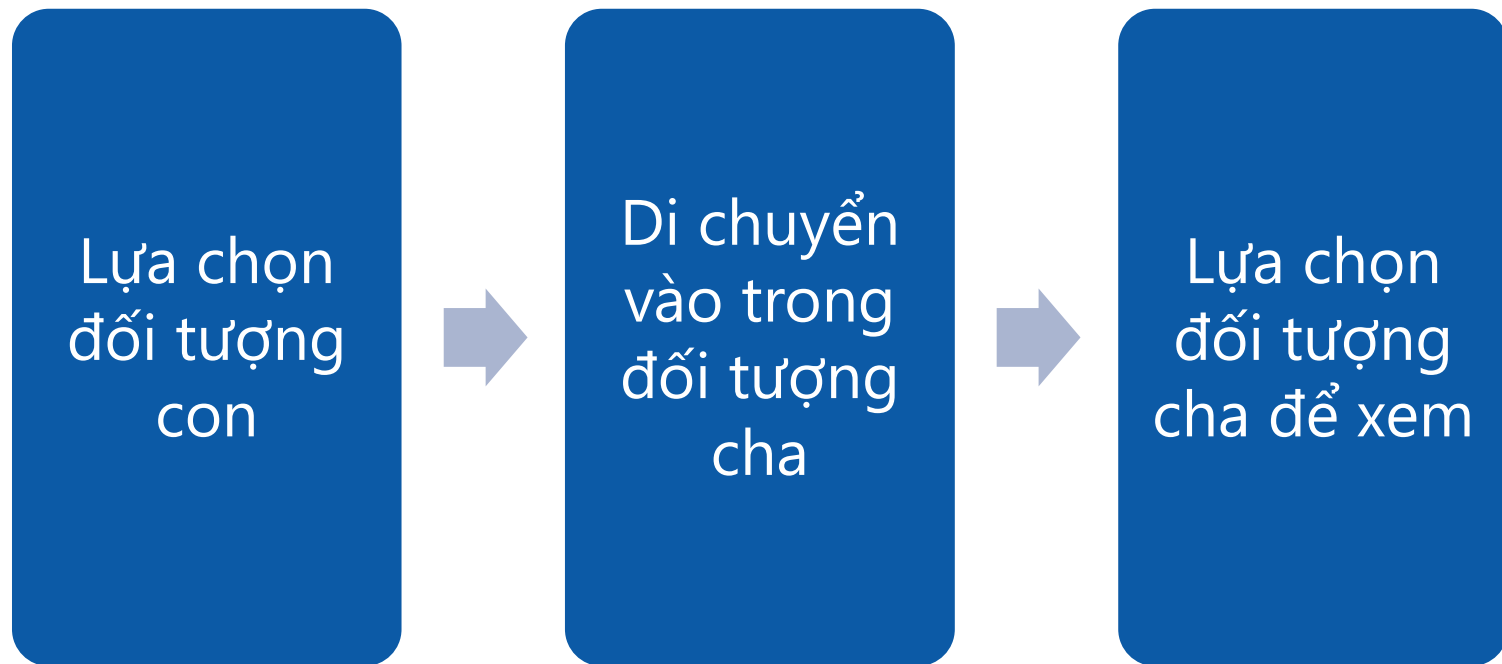 Lựa chọn
đối tượng
con
Di chuyển
vào trong
đối tượng
cha
Lựa chọn
đối tượng
cha để xem